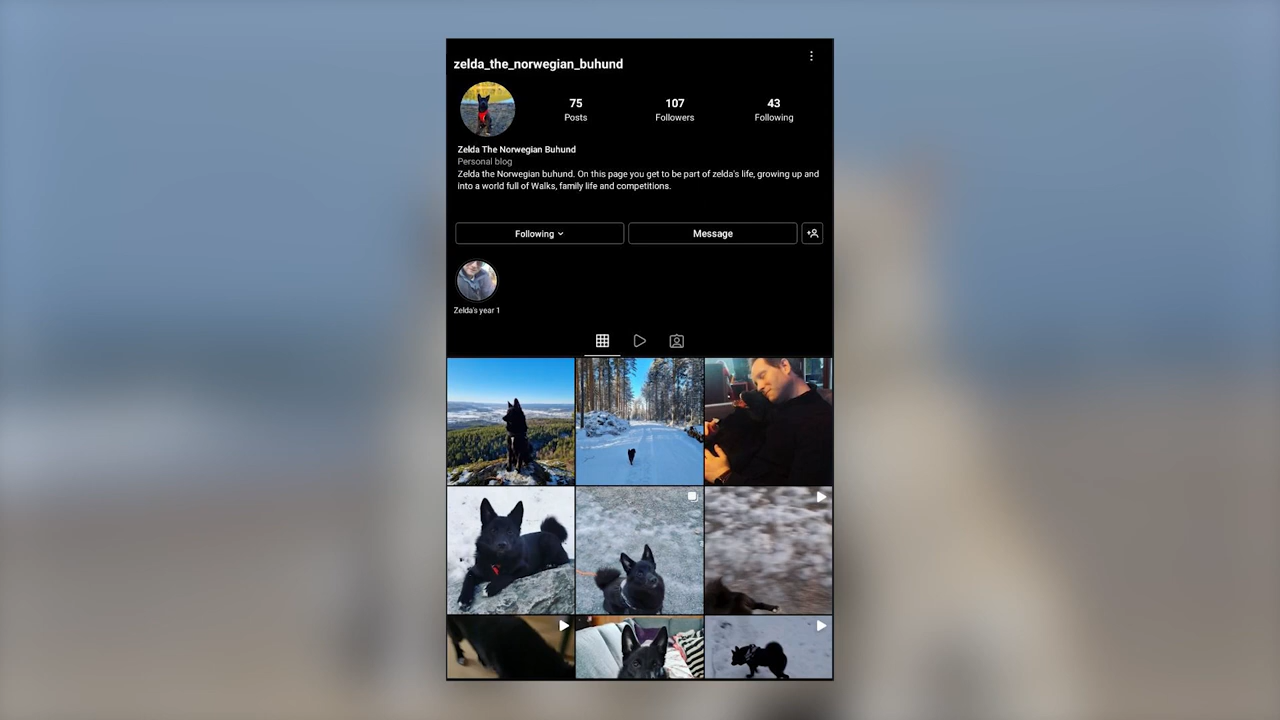 zelda_the_norwegian_buhund
75
107
43
Posts
Followers
Following
Zelda The Norwegian Buhund
Personal blog
Zelda the Norwegian buhund. On this page you get to be part of zelda's life, growing up and
into a world full of Walks, family life and competitions.
Following
Message
Zelda's year 1